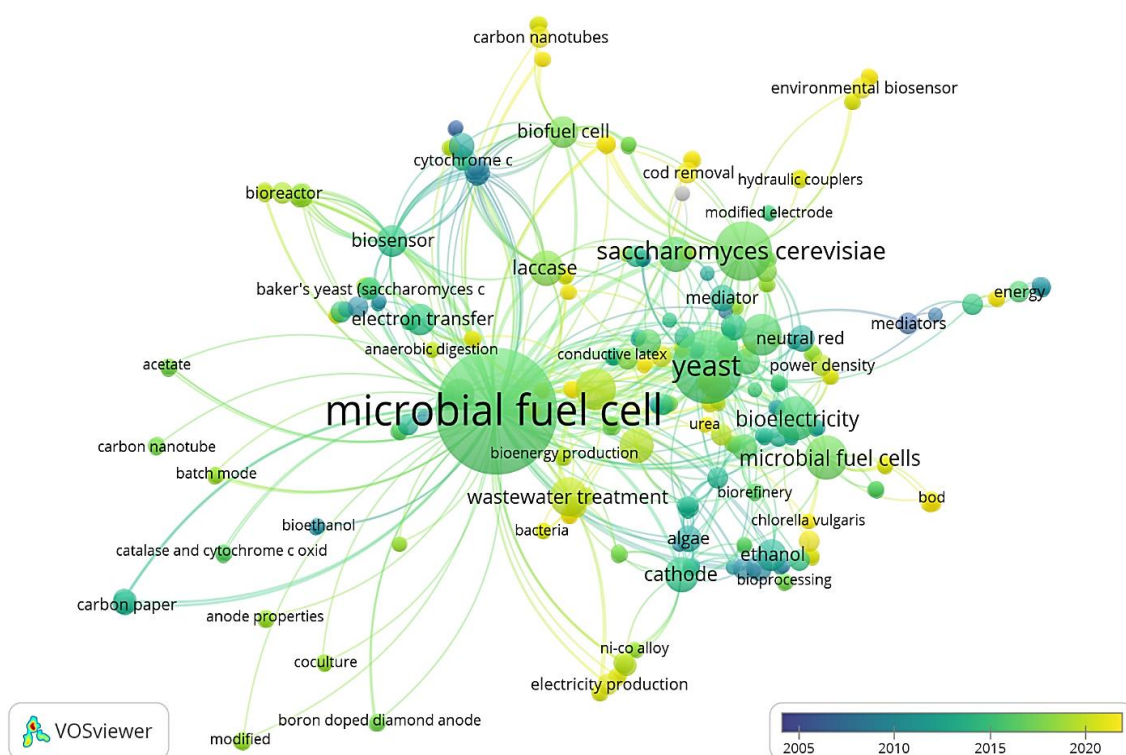 carbon nanotubes
environmental biosensor
biofuel cell
cytochrome c
cod removal
hydraulic couplers
bioreactor
modified electrode
biosensor
saccharomyces cerevisiae
laccase
baker's yeast (saccharomyces c
mediator
energy
electron transfer
mediators
neutral red
anaerobic digestion
conductive latex
acetate
yeast
power density
microbial fuel cell
bioelectricity
urea
carbon nanotube
bioenergy production
microbial fuel cells
batch mode
wastewater treatment
biorefinery
bod
bioethanol
bacteria
chlorella vulgaris
algae
catalase and cytochrome c oxid
ethanol
cathode
bioprocessing
carbon paper
anode properties
ni-co alloy
coculture
electricity production
boron doped diamond anode
modified
VOSviewer
2005 2010 2015 2020